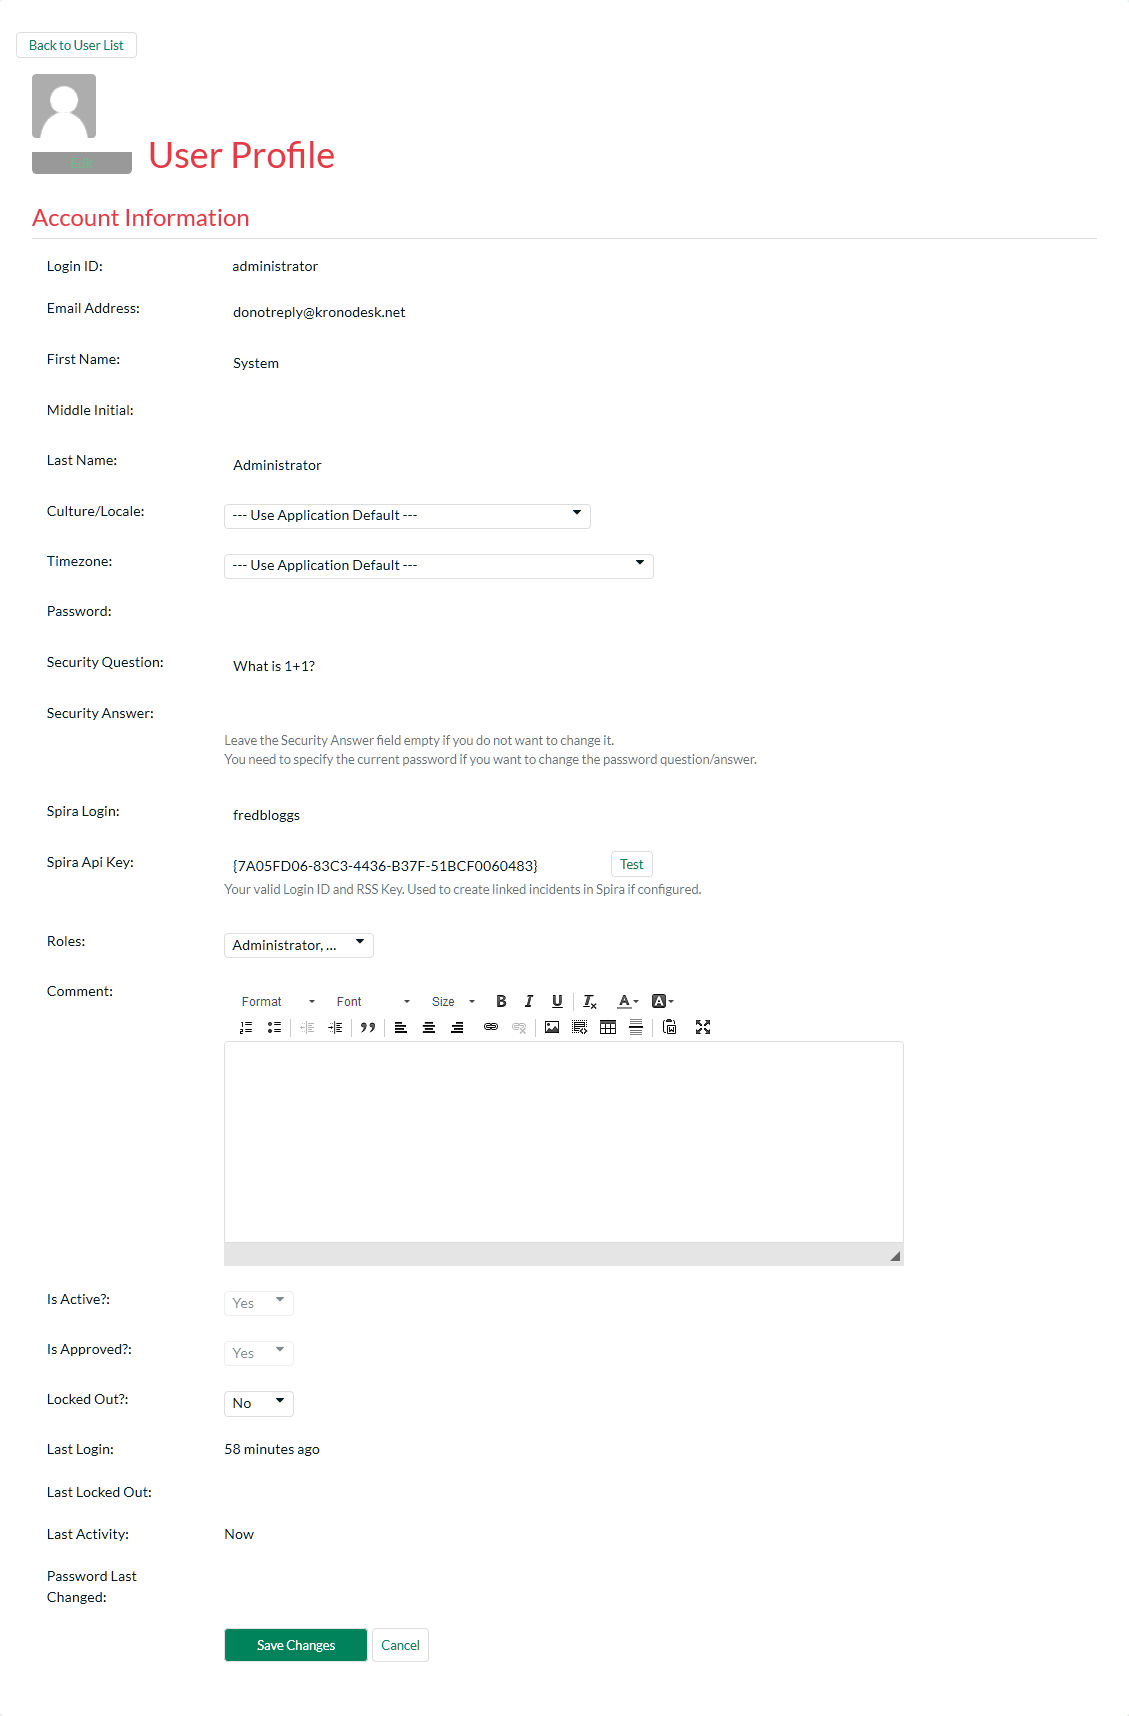 Back to User List
Edit
User Profile
Account Information
Login ID: administrator
Email Address: donotreply@kronodesk.net
First Name: System
Middle Initial:
Last Name: Administrator
Culture/Locale: --- Use Application Default ---
Timezone: --- Use Application Default ---
Password:
Security Question: What is 1+1?
Security Answer:
Leave the Security Answer field empty if you do not want to change it.
You need to specify the current password if you want to change the password question/answer.
Spira Login: fredbloggs
Spira Api Key: {7A05FD06-83C3-4436-B37F-51BCF0060483} Test
Your valid Login ID and RSS Key. Used to create linked incidents in Spira if configured.
Roles: Administrator, ...
Comment:
Format Font Size B I U Tx A A
Is Active?: Yes
Is Approved?: Yes
Locked Out?: No
Last Login: 58 minutes ago
Last Locked Out:
Last Activity: Now
Password Last
Changed:
Save Changes Cancel